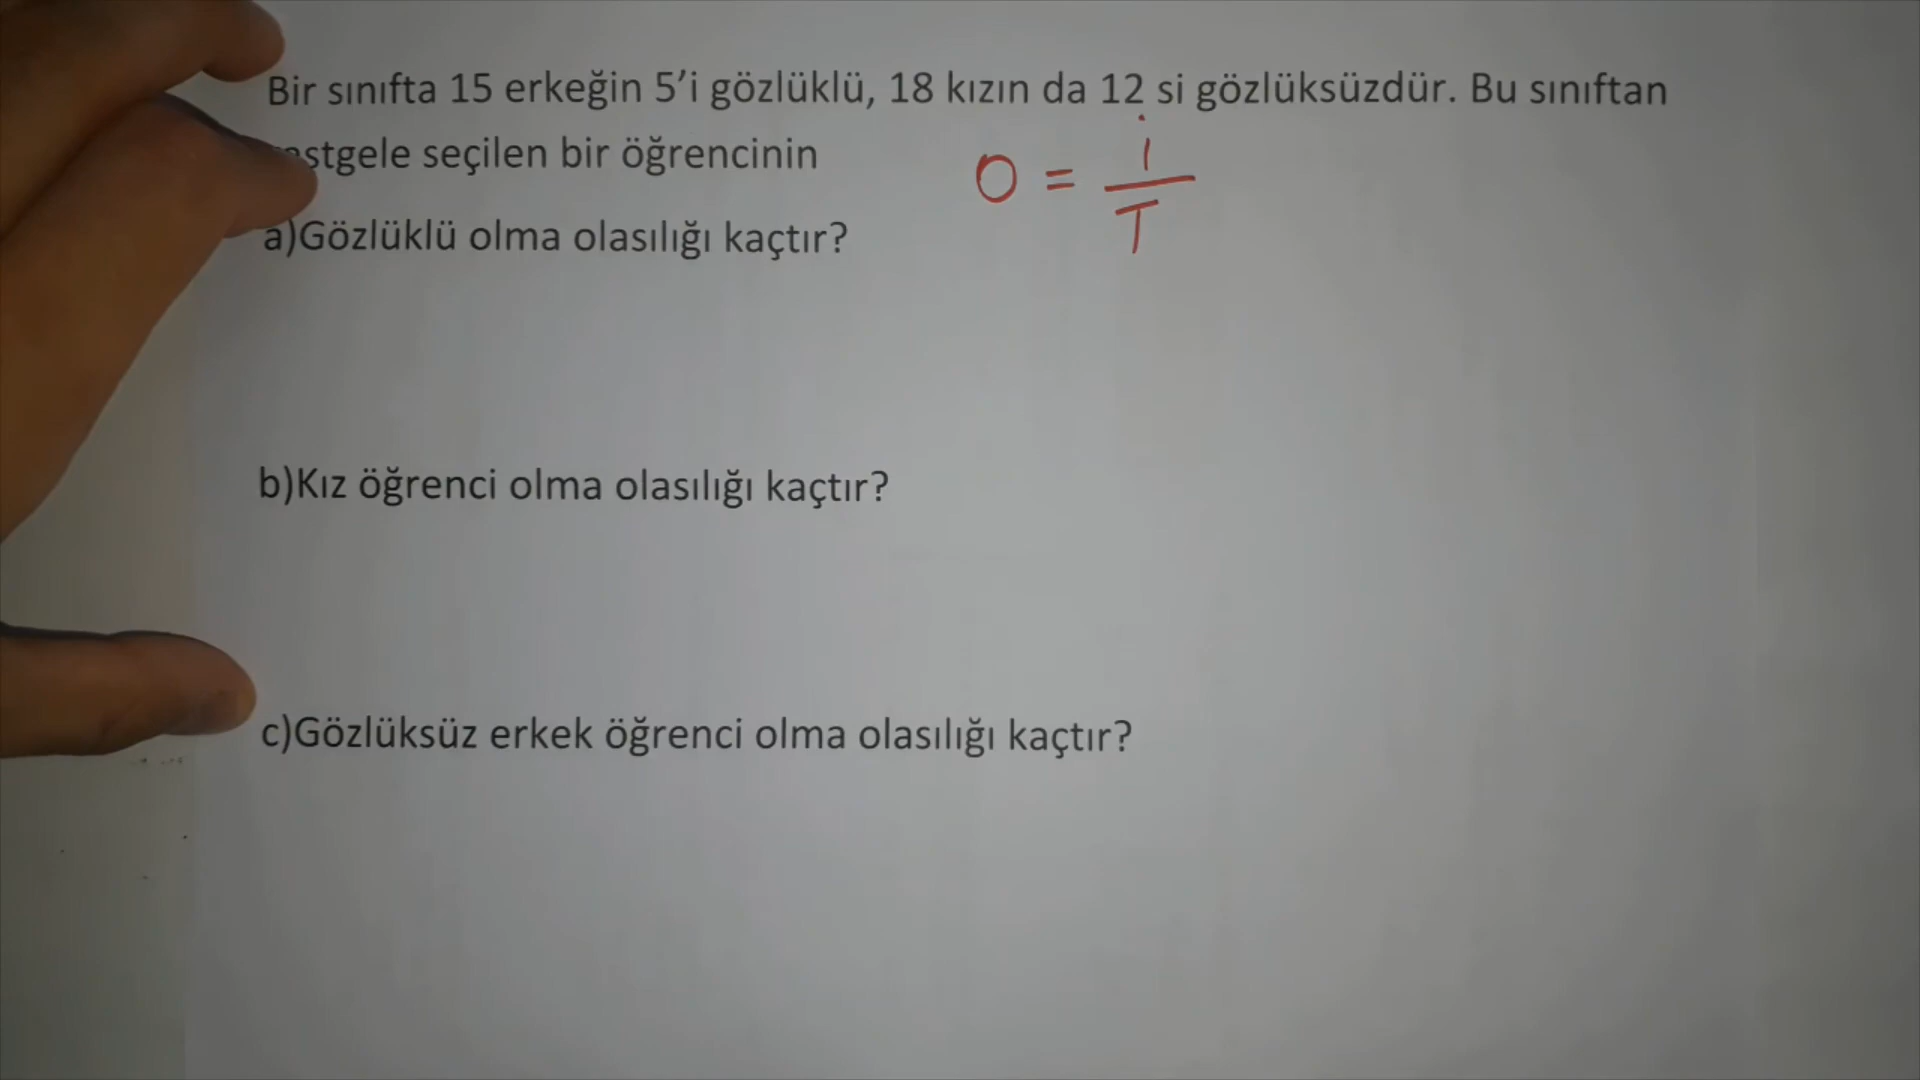 Bir sınıfta 15 erkeğin 5'i gözlüklü, 18 kızın da 12 si gözlüksüzdür. Bu sınıftan
seçilen bir öğrencinin
O = İ / T
a)Gözlüklü olma olasılığı kaçtır?
b)Kız öğrenci olma olasılığı kaçtır?
c)Gözlüksüz erkek öğrenci olma olasılığı kaçtır?